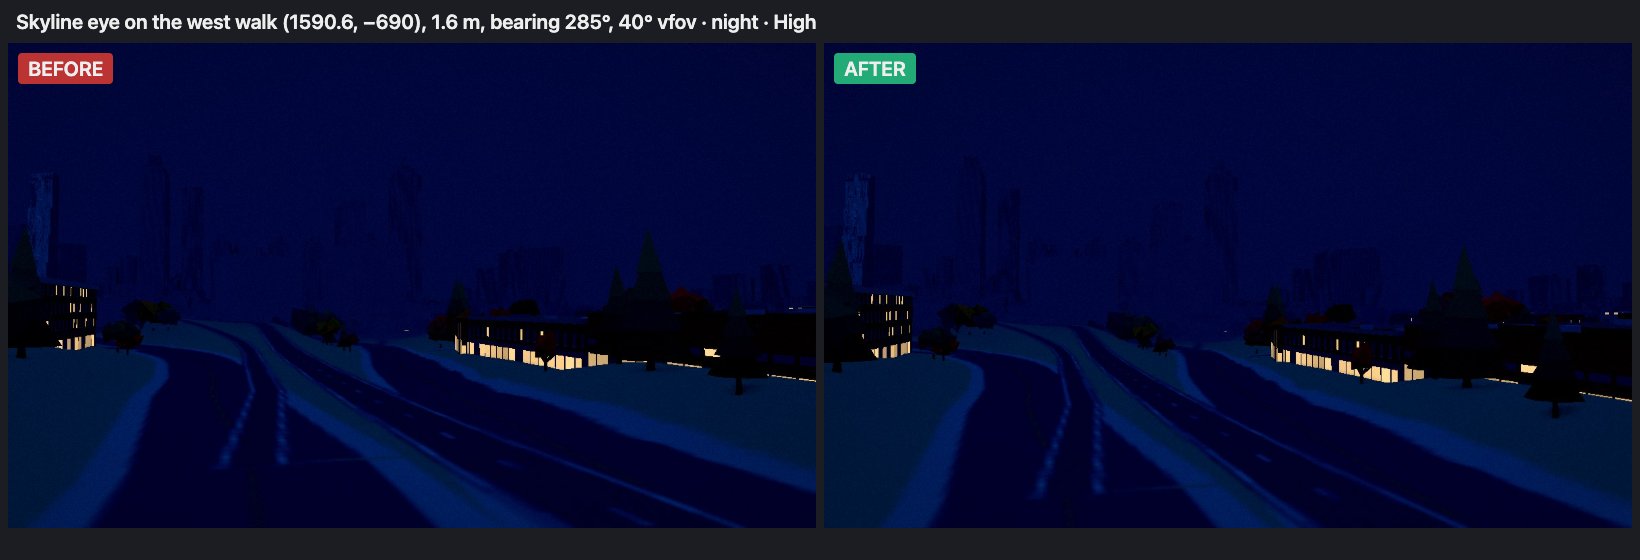 Skyline eye on the west walk (1590.6, −690), 1.6 m, bearing 285°, 40° vfov · night · High
BEFORE
AFTER